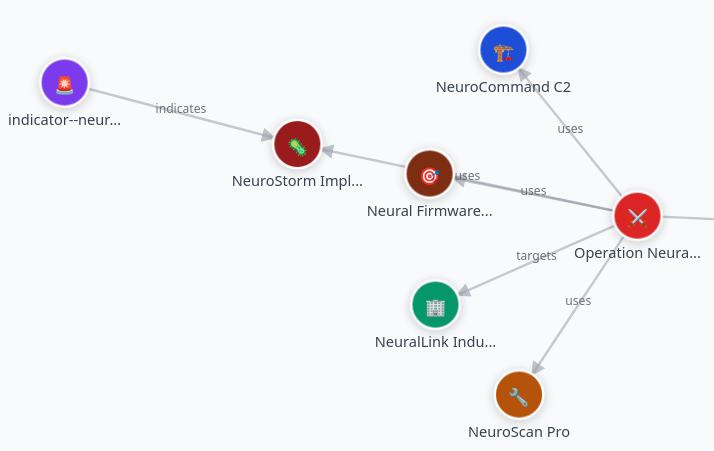 NeuroCommand C2
indicator--neur...
indicates
uses
NeuroStorm Impl...
uses
uses
Neural Firmware...
Operation Neura...
targets
uses
NeuralLink Indu...
NeuroScan Pro